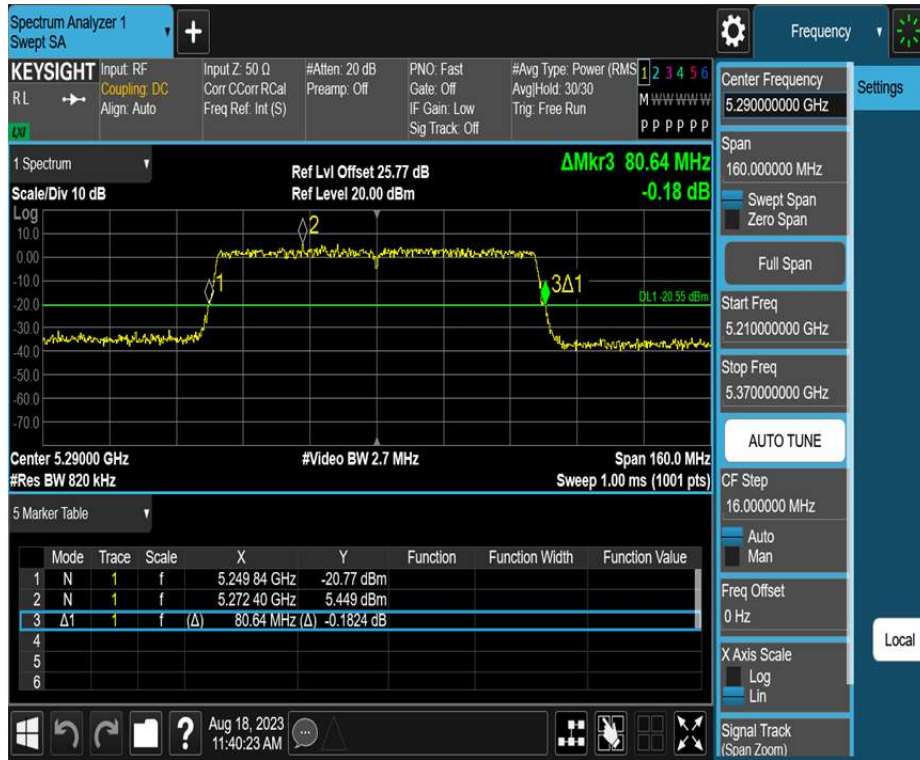 Spectrum Analyzer 1
Swept SA
+
Frequency
KEYSIGHT
RL
LXI
Input: RF
Coupling: DC
Align: Auto
Input Z: 50 Ω
Corr CCorr RCal
Freq Ref: Int (S)
#Atten: 20 dB
Preamp: Off
PNO: Fast
Gate: Off
IF Gain: Low
Sig Track: Off
#Avg Type: Power (RMS
Avg|Hold: 30/30
Trig: Free Run
1 2 3 4 5 6
M W W W W W
P P P P P P
1 Spectrum
Scale/Div 10 dB
Ref Lvl Offset 25.77 dB
Ref Level 20.00 dBm
ΔMkr3 80.64 MHz
-0.18 dB
Log
10.0
0.00
-10.0
-20.0
-30.0
-40.0
-50.0
-60.0
-70.0
2
1
3Δ1
DL1 -20.55 dBm
Center 5.29000 GHz
#Res BW 820 kHz
#Video BW 2.7 MHz
Span 160.0 MHz
Sweep 1.00 ms (1001 pts)
5 Marker Table
Mode Trace Scale X Y Function Function Width Function Value
1 N 1 f 5.249 84 GHz -20.77 dBm
2 N 1 f 5.272 40 GHz 5.449 dBm
3 Δ1 1 f (Δ) 80.64 MHz (Δ) -0.1824 dB
4
5
6
?
Aug 18, 2023
11:40:23 AM
Center Frequency
5.290000000 GHz
Span
160.000000 MHz
Swept Span
Zero Span
Full Span
Start Freq
5.210000000 GHz
Stop Freq
5.370000000 GHz
AUTO TUNE
CF Step
16.000000 MHz
Auto
Man
Freq Offset
0 Hz
X Axis Scale
Log
Lin
Signal Track
(Span Zoom)
Settings
Local